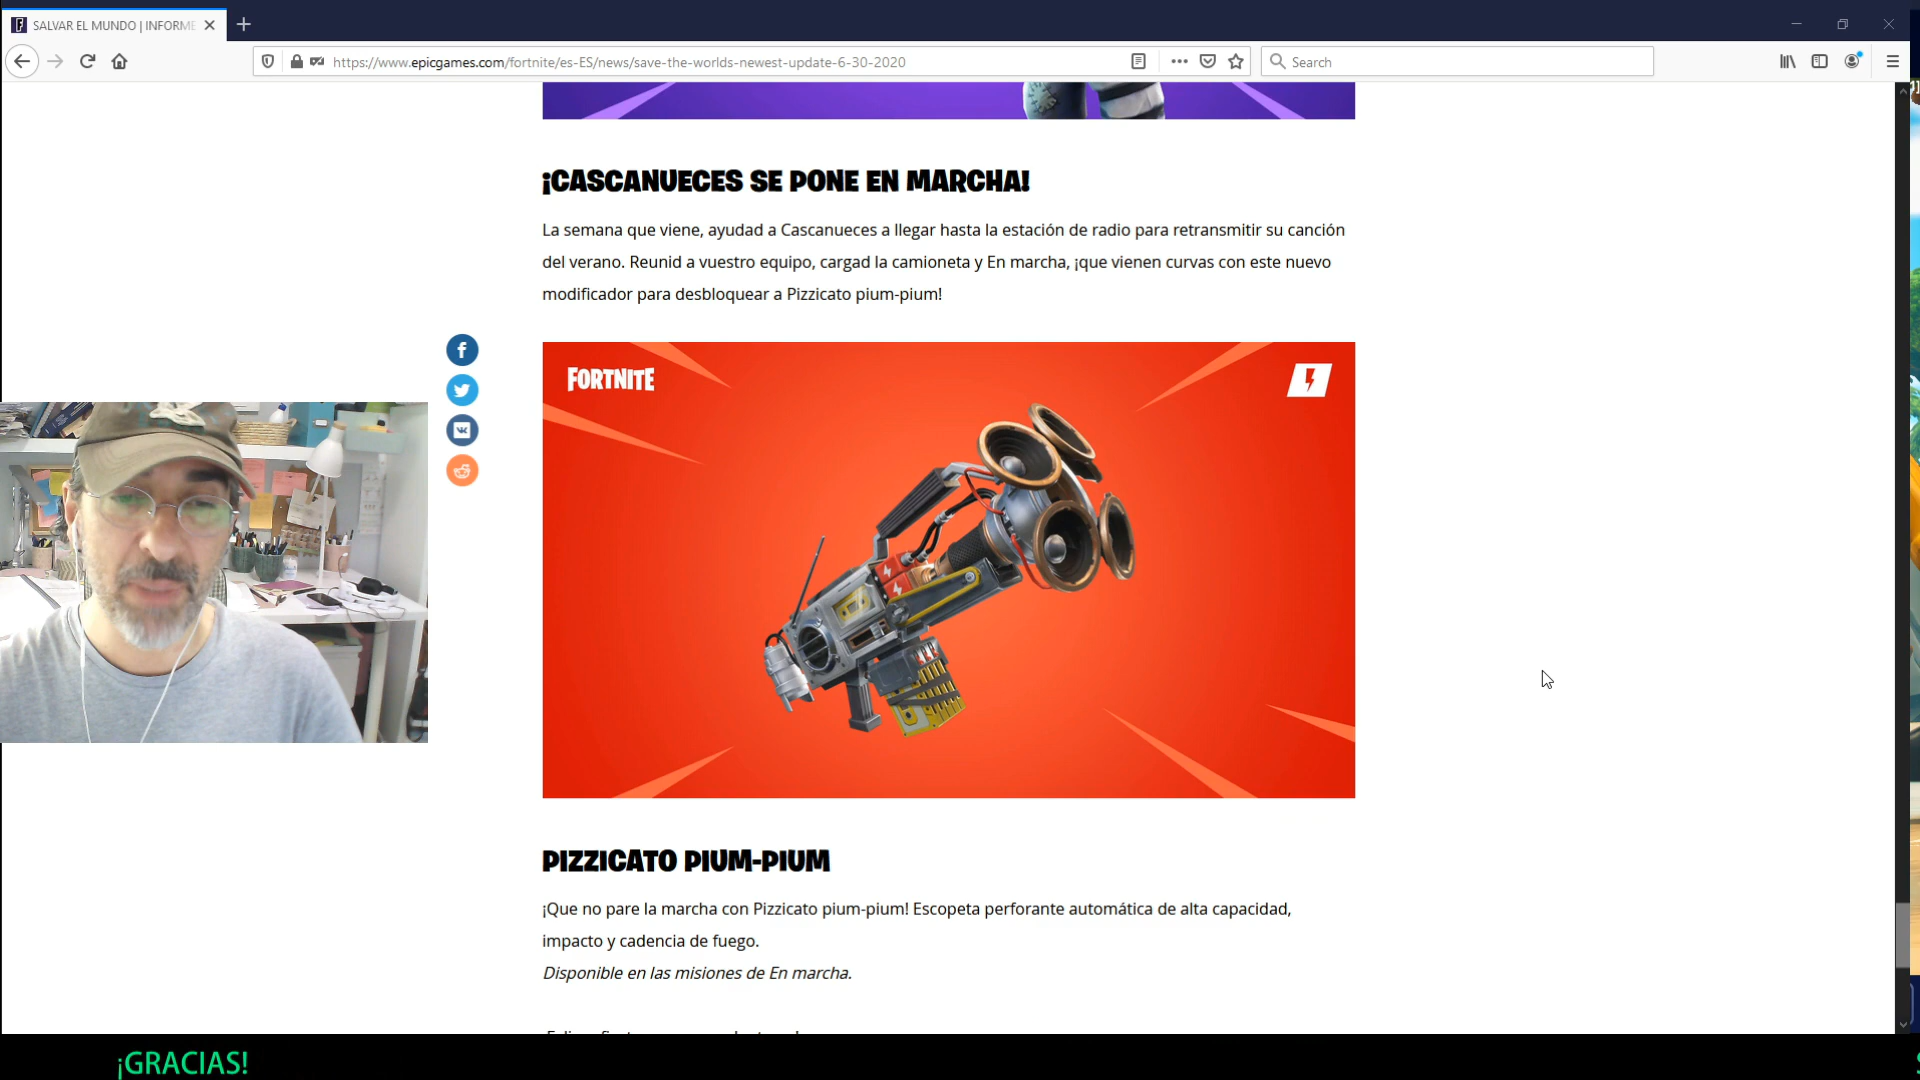 SALVAR EL MUNDO | INFORME
https://www.epicgames.com/fortnite/es-ES/news/save-the-worlds-newest-update-6-30-2020
Search
¡CASCANUECES SE PONE EN MARCHA!
La semana que viene, ayudad a Cascanueces a llegar hasta la estación de radio para retransmitir su canción
del verano. Reunid a vuestro equipo, cargad la camioneta y En marcha, ¡que vienen curvas con este nuevo
modificador para desbloquear a Pizzicato pium-pium!
FORTNITE
PIZZICATO PIUM-PIUM
¡Que no pare la marcha con Pizzicato pium-pium! Escopeta perforante automática de alta capacidad,
impacto y cadencia de fuego.
Disponible en las misiones de En marcha.
¡GRACIAS!